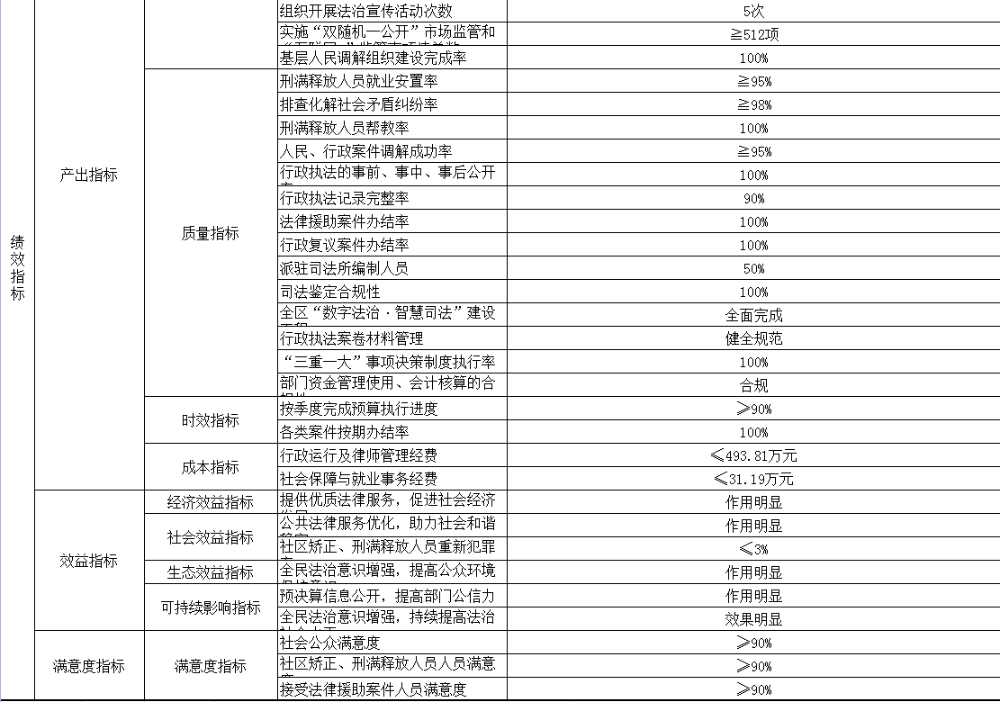 组织开展法治宣传活动次数 5次
实施“双随机一公开”市场监管和 ≧512项
基层人民调解组织建设完成率 100%
刑满释放人员就业安置率 ≧95%
排查化解社会矛盾纠纷率 ≧98%
刑满释放人员帮教率 100%
人民、行政案件调解成功率 ≧95%
产出指标
行政执法的事前、事中、事后公开 100%
行政执法记录完整率 90%
法律援助案件办结率 100%
质量指标
行政复议案件办结率 100%
派驻司法所编制人员 50%
绩效指标
司法鉴定合规性 100%
全区“数字法治·智慧司法”建设 全面完成
行政执法案卷材料管理 健全规范
“三重一大”事项决策制度执行率 100%
部门资金管理使用、会计核算的合 合规
时效指标
按季度完成预算执行进度 ≥90%
各类案件按期办结率 100%
成本指标
行政运行及律师管理经费 ≤493.81万元
社会保障与就业事务经费 ≤31.19万元
经济效益指标 提供优质法律服务，促进社会经济 作用明显
社会效益指标
公共法律服务优化，助力社会和谐 作用明显
社区矫正、刑满释放人员重新犯罪 ≤3%
效益指标
生态效益指标 全民法治意识增强，提高公众环境 作用明显
可持续影响指标
预决算信息公开，提高部门公信力 作用明显
全民法治意识增强，持续提高法治 效果明显
社会公众满意度 ≥90%
满意度指标 满意度指标 社区矫正、刑满释放人员人员满意 ≥90%
接受法律援助案件人员满意度 ≥90%